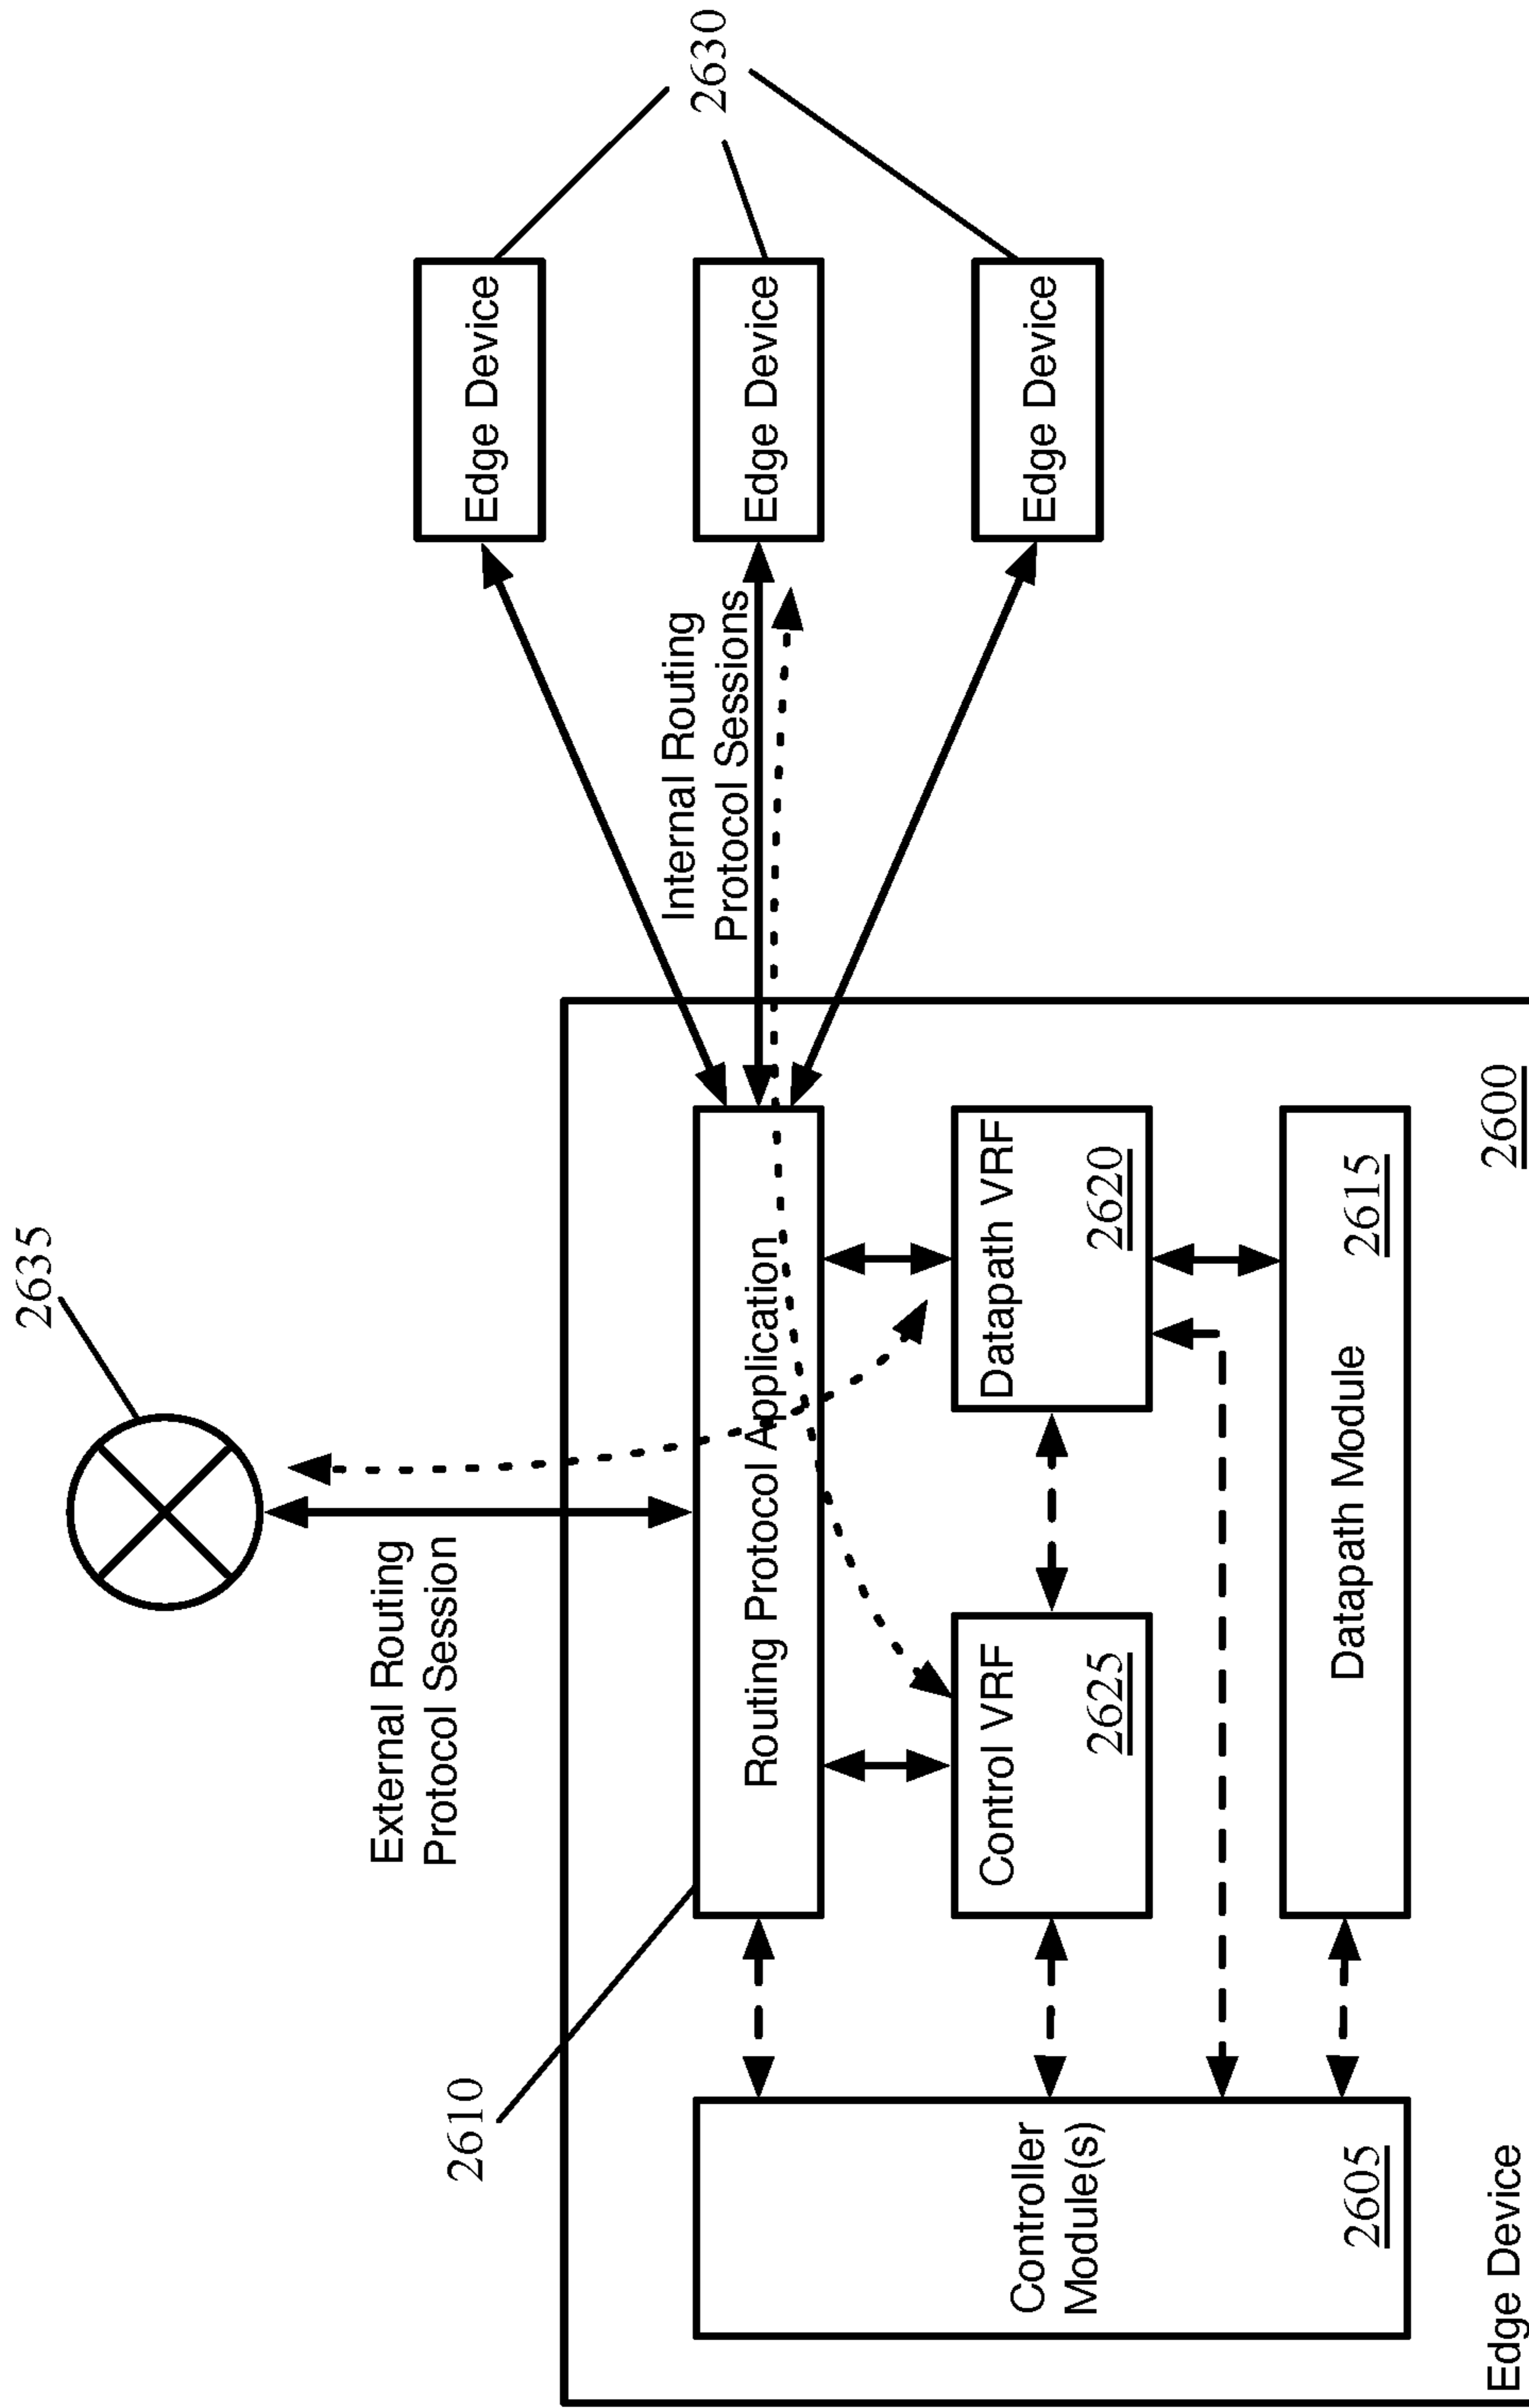 2635
External Routing
Protocol Session
2610
Internal Routing
Protocol Sessions
2630
Edge Device
Edge Device
Edge Device
Routing Protocol Application
Controller
Module(s)
2605
Control VRF
2625
Datapath VRF
2620
Datapath Module
2615
Edge Device
2600